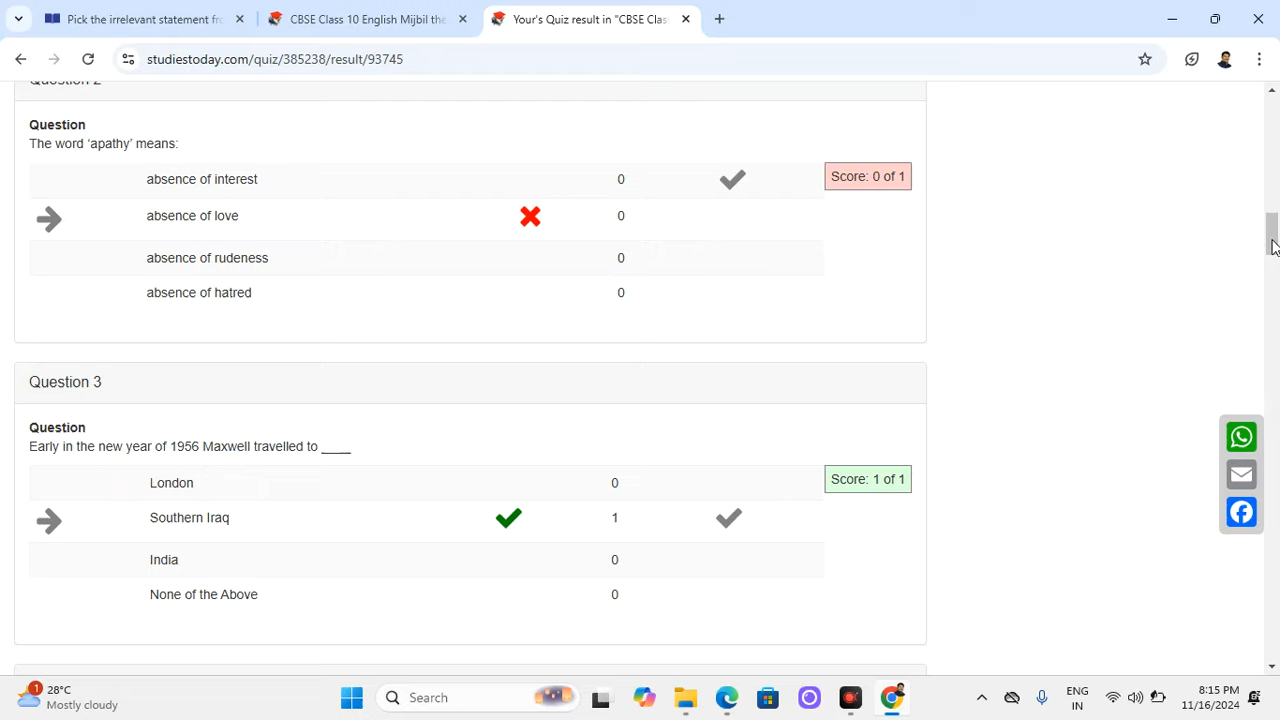 Pick the irrelevant statement fr
CBSE Class 10 English Mijbil the
Your's Quiz result in "CBSE Clas
studiestoday.com/quiz/385238/result/93745
Question 2
Question
The word ‘apathy’ means:
absence of interest 0
Score: 0 of 1
absence of love 0
absence of rudeness 0
absence of hatred 0
Question 3
Question
Early in the new year of 1956 Maxwell travelled to ____
London 0
Score: 1 of 1
Southern Iraq 1
India 0
None of the Above 0
1
28°C
Mostly cloudy
Search
ENG
IN
8:15 PM
11/16/2024